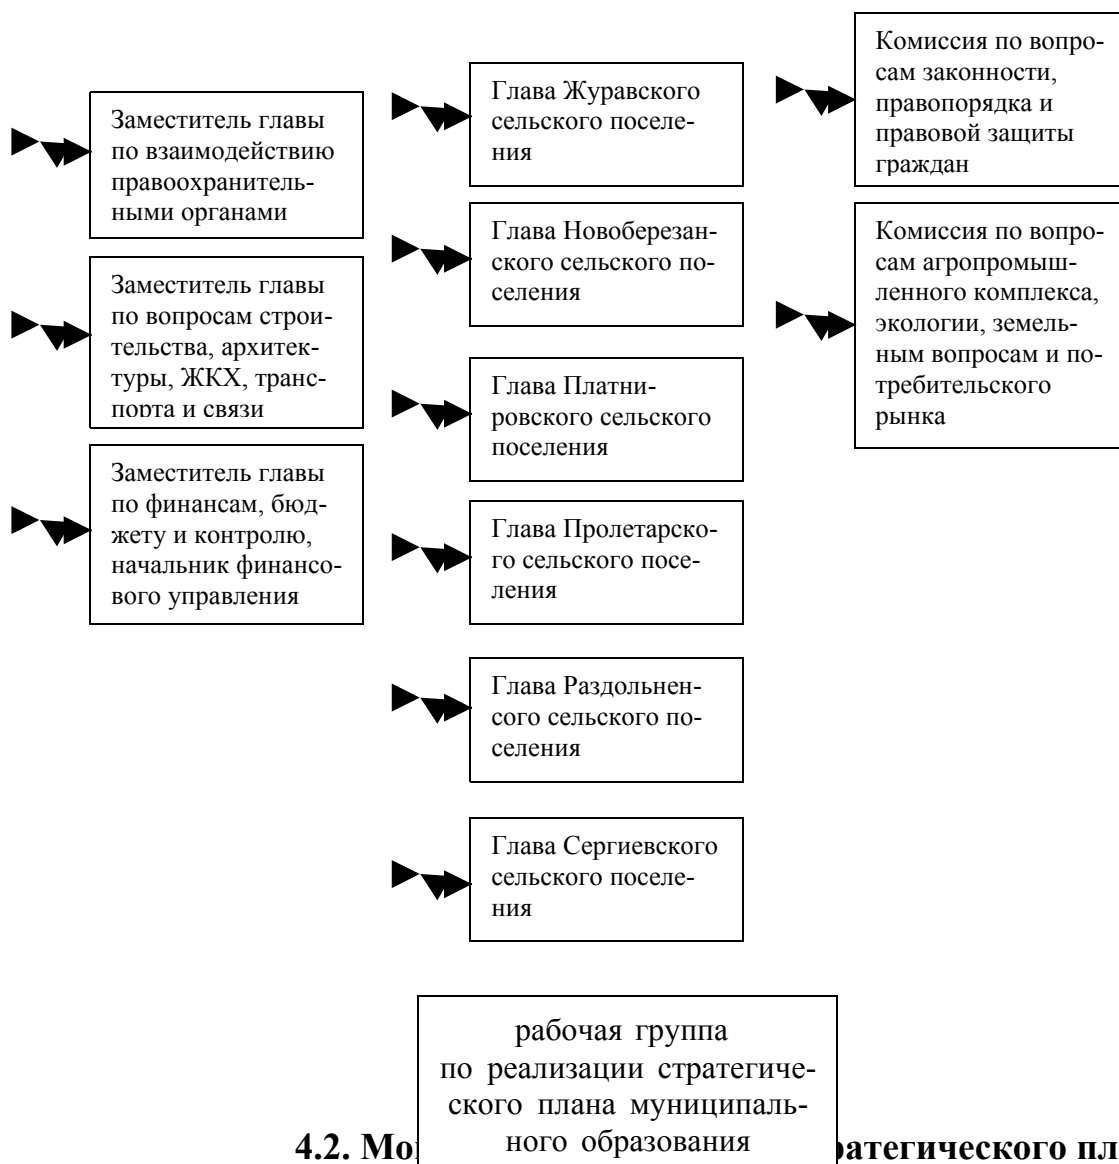 Заместитель главы
по взаимодействию
правоохранитель-
ными органами
Заместитель главы
по вопросам строи-
тельства, архитек-
туры, ЖКХ, транс-
порта и связи
Заместитель главы
по финансам, бюд-
жету и контролю,
начальник финансо-
вого управления
Глава Журавского
сельского поселе-
ния
Глава Новоберезан-
ского сельского по-
селения
Глава Платни-
ровского сельского
поселения
Глава Пролетарско-
го сельского посе-
ления
Глава Раздольнен-
сого сельского по-
селения
Глава Сергиевского
сельского поселе-
ния
Комиссия по вопро-
сам законности,
правопорядка и
правовой защиты
граждан
Комиссия по вопро-
сам агропромыш-
ленного комплекса,
экологии, земель-
ным вопросам и по-
требительского
рынка
рабочая группа
по реализации стратегиче-
ского плана муниципаль-
ного образования
4.2. Мо ратегического пл